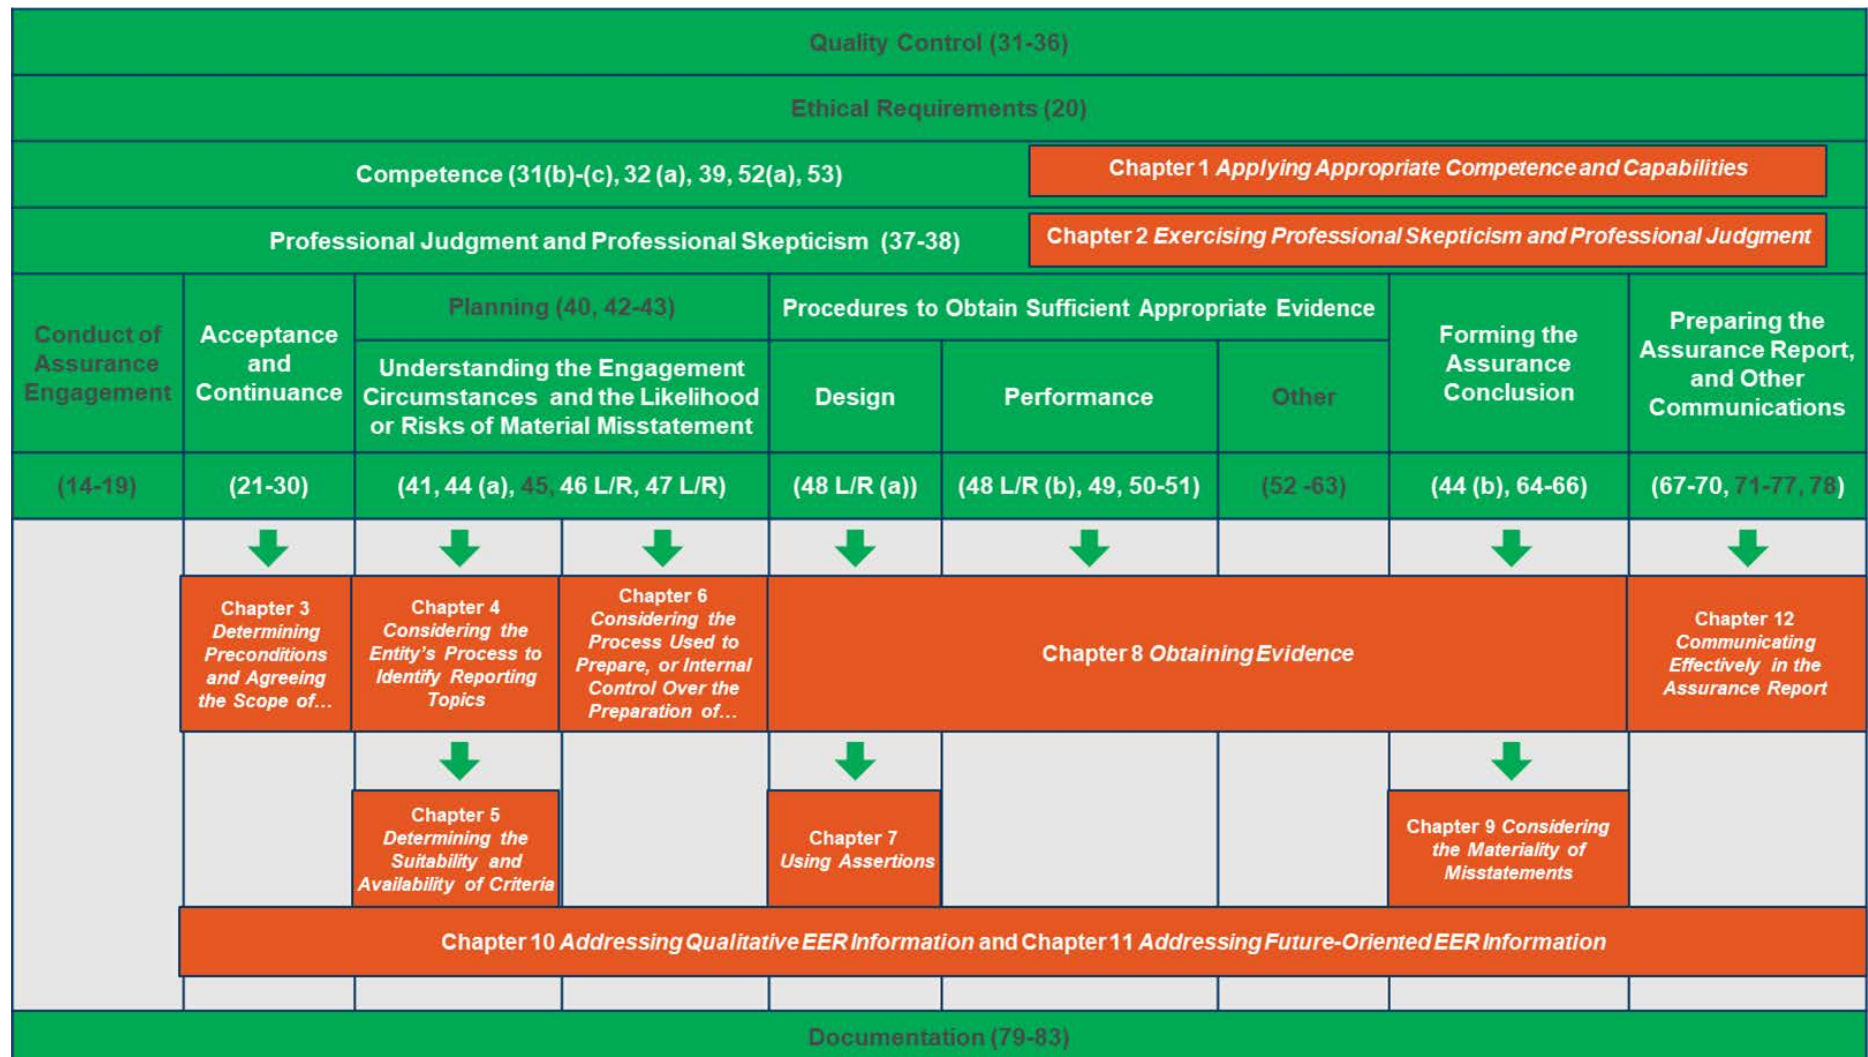 Quality Control (31-36)
Ethical Requirements (20)
Competence (31(b)-(c), 32 (a), 39, 52(a), 53)
Chapter 1 Applying Appropriate Competence and Capabilities
Professional Judgment and Professional Skepticism (37-38)
Chapter 2 Exercising Professional Skepticism and Professional Judgment
Conduct of
Assurance
Engagement
Acceptance
and
Continuance
Planning (40, 42-43)
Understanding the Engagement
Circumstances and the Likelihood
or Risks of Material Misstatement
Procedures to Obtain Sufficient Appropriate Evidence
Design
Performance
Other
Forming the
Assurance
Conclusion
Preparing the
Assurance Report,
and Other
Communications
(14-19)
(21-30)
(41, 44 (a), 45, 46 L/R, 47 L/R)
(48 L/R (a))
(48 L/R (b), 49, 50-51)
(52 -63)
(44 (b), 64-66)
(67-70, 71-77, 78)
Chapter 3
Determining
Preconditions
and Agreeing
the Scope of…
Chapter 4
Considering the
Entity's Process to
Identify Reporting
Topics
Chapter 6
Considering the
Process Used to
Prepare, or Internal
Control Over the
Preparation of…
Chapter 8 Obtaining Evidence
Chapter 12
Communicating
Effectively in the
Assurance Report
Chapter 5
Determining the
Suitability and
Availability of Criteria
Chapter 7
Using Assertions
Chapter 9 Considering
the Materiality of
Misstatements
Chapter 10 Addressing Qualitative EER Information and Chapter 11 Addressing Future-Oriented EER Information
Documentation (79-83)